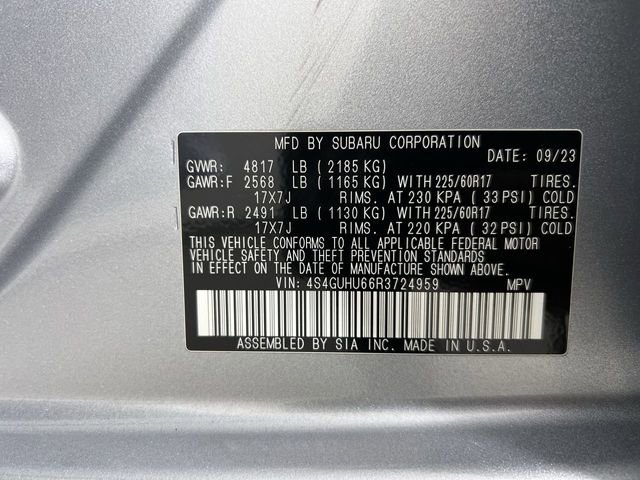 MFD BY SUBARU CORPORATION
DATE: 09/23
GVWR: 4817 LB ( 2185 KG)
GAWR:F 2568 LB ( 1165 KG) WITH 225/60R17 TIRES.
17X7J RIMS. AT 230 KPA ( 33 PSI) COLD
GAWR:R 2491 LB ( 1130 KG) WITH 225/60R17 TIRES.
17X7J RIMS. AT 220 KPA ( 32 PSI) COLD
THIS VEHICLE CONFORMS TO ALL APPLICABLE FEDERAL MOTOR
VEHICLE SAFETY AND THEFT PREVENTION STANDARDS
IN EFFECT ON THE DATE OF MANUFACTURE SHOWN ABOVE.
VIN: 4S4GUHU66R3724959 MPV
ASSEMBLED BY SIA INC. MADE IN U.S.A.